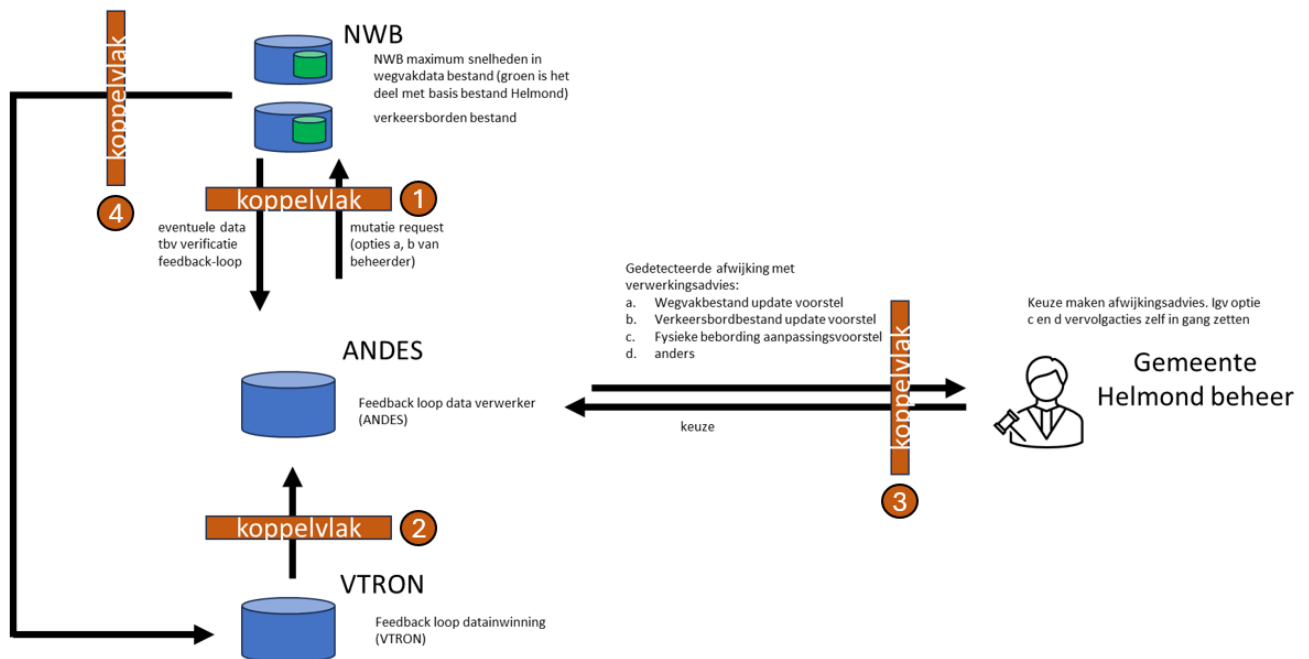 NWB
NWB maximum snelheden in
wegvakdata bestand (groen is het
deel met basis bestand Helmond)
verkeersborden bestand
koppelvlak
4
koppelvlak
1
eventuele data
tbv verificatie
feedback-loop
mutatie request
(opties a, b van
beheerder)
Gedetecteerde afwijking met
verwerkingsadvies:
a. Wegvakbestand update voorstel
b. Verkeersbordbestand update voorstel
c. Fysieke bebording aanpassingsvoorstel
d. anders
keuze
koppelvlak
3
Keuze maken afwijkingsadvies. Igv optie
c en d vervolgacties zelf in gang zetten
Gemeente
Helmond beheer
ANDES
Feedback loop data verwerker
(ANDES)
koppelvlak
2
VTRON
Feedback loop datainwinning
(VTRON)